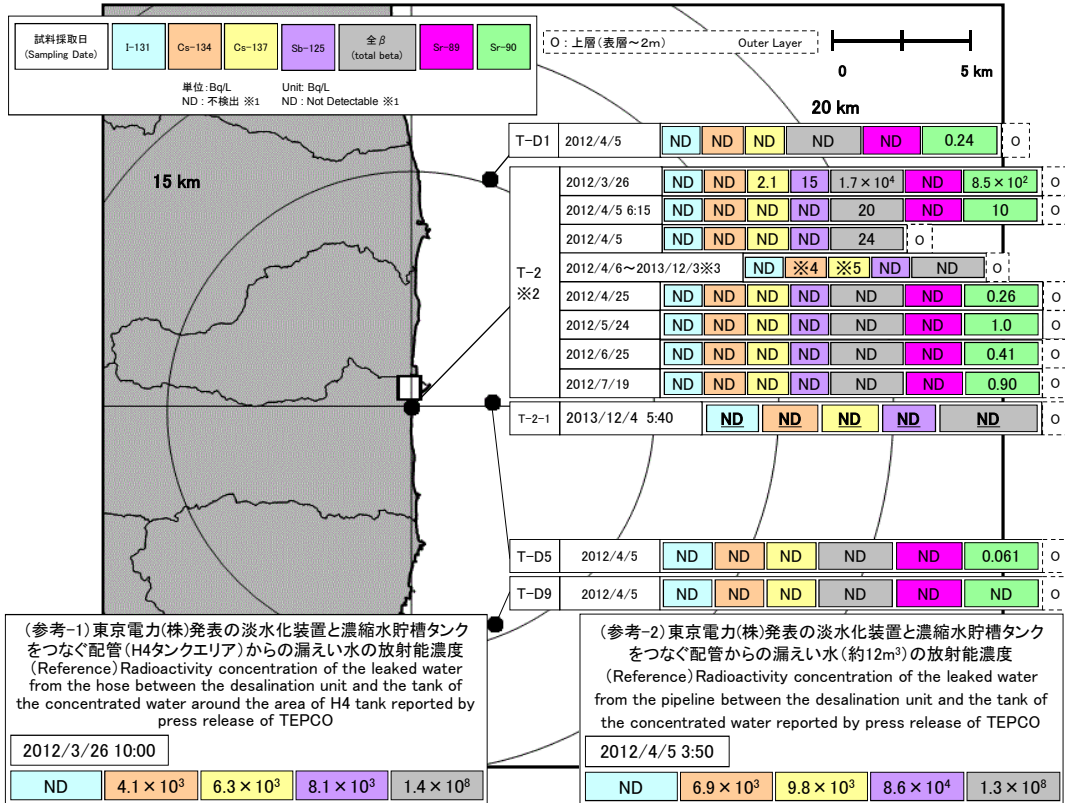 試料採取日
(Sampling Date)
I-131
Cs-134
Cs-137
Sb-125
全β
(total beta)
Sr-89
Sr-90
単位:Bq/L Unit: Bq/L
ND : 不検出 ※1 ND : Not Detectable ※1
O : 上層(表層~2m) Outer Layer
0 5 km
20 km
15 km
T-D1 2012/4/5 ND ND ND ND ND 0.24 O
T-2
※2
2012/3/26 ND ND 2.1 15 1.7×10⁴ ND 8.5×10² O
2012/4/5 6:15 ND ND ND ND 20 ND 10 O
2012/4/5 ND ND ND ND 24 O
2012/4/6~2013/12/3※3 ND ※4 ※5 ND ND O
2012/4/25 ND ND ND ND ND ND 0.26 O
2012/5/24 ND ND ND ND ND ND 1.0 O
2012/6/25 ND ND ND ND ND ND 0.41 O
2012/7/19 ND ND ND ND ND ND 0.90 O
T-2-1 2013/12/4 5:40 ND ND ND ND ND O
T-D5 2012/4/5 ND ND ND ND ND 0.061 O
T-D9 2012/4/5 ND ND ND ND ND ND O
(参考-1)東京電力(株)発表の淡水化装置と濃縮水貯槽タンク
をつなぐ配管(H4タンクエリア)からの漏えい水の放射能濃度
(Reference) Radioactivity concentration of the leaked water
from the hose between the desalination unit and the tank of
the concentrated water around the area of H4 tank reported by
press release of TEPCO
2012/3/26 10:00
ND 4.1×10³ 6.3×10³ 8.1×10³ 1.4×10⁸
(参考-2)東京電力(株)発表の淡水化装置と濃縮水貯槽タンク
をつなぐ配管からの漏えい水(約12m³)の放射能濃度
(Reference) Radioactivity concentration of the leaked water
from the pipeline between the desalination unit and the tank of
the concentrated water reported by press release of TEPCO
2012/4/5 3:50
ND 6.9×10³ 9.8×10³ 8.6×10⁴ 1.3×10⁸